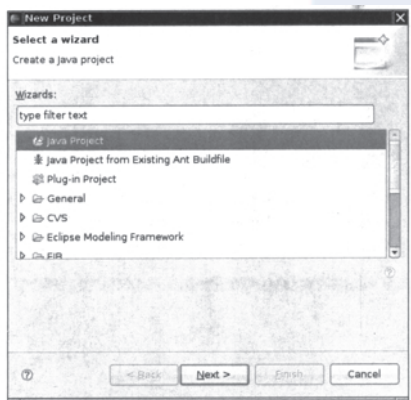 New Project
Select a wizard
Create a Java project
Wizards:
type filter text
Java Project
Java Project from Existing Ant Buildfile
Plug-in Project
General
CVS
Eclipse Modeling Framework
EJB
< Back
Next >
Finish
Cancel